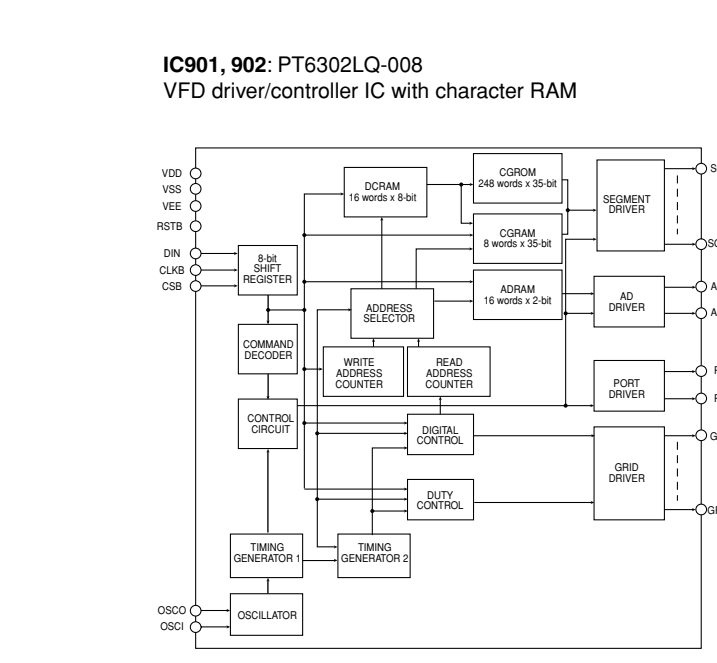 IC901, 902: PT6302LQ-008
VFD driver/controller IC with character RAM
VDD
VSS
VEE
RSTB
DIN
CLKB
CSB
8-bit
SHIFT
REGISTER
COMMAND
DECODER
CONTROL
CIRCUIT
TIMING
GENERATOR 1
OSCILLATOR
OSCO
OSCI
DCRAM
16 words x 8-bit
ADDRESS
SELECTOR
WRITE
ADDRESS
COUNTER
READ
ADDRESS
COUNTER
DIGITAL
CONTROL
DUTY
CONTROL
TIMING
GENERATOR 2
CGROM
248 words x 35-bit
CGRAM
8 words x 35-bit
ADRAM
16 words x 2-bit
SEGMENT
DRIVER
AD
DRIVER
PORT
DRIVER
GRID
DRIVER